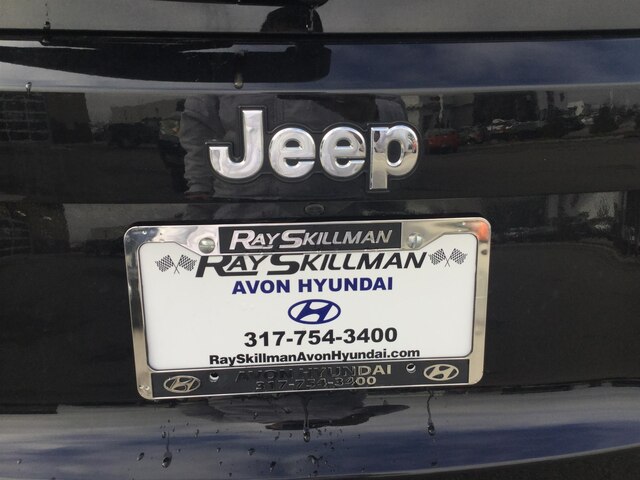 Jeep
RAY SKILLMAN
RAY SKILLMAN
AVON HYUNDAI
317-754-3400
RaySkillmanAvonHyundai.com
AVON HYUNDAI
317-754-3400